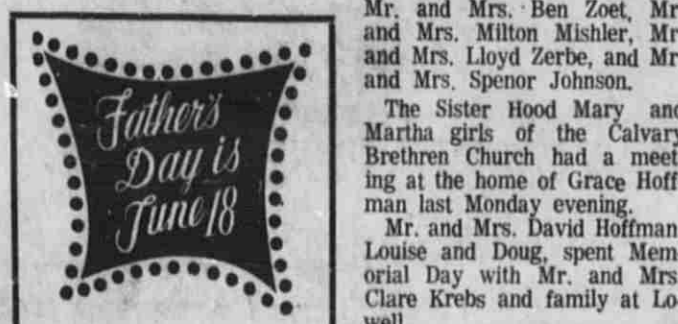 Father's
Day is
June 18
Mr. and Mrs. Ben Zoet, Mr
and Mrs. Milton Mishler, Mr
and Mrs. Lloyd Zerbe, and Mr
and Mrs. Spenor Johnson.
The Sister Hood Mary and
Martha girls of the Calvary
Brethren Church had a meet
ing at the home of Grace Hoff
man last Monday evening.
Mr. and Mrs. David Hoffman
Louise and Doug, spent Mem
orial Day with Mr. and Mrs
Clare Krebs and family at Lo
well